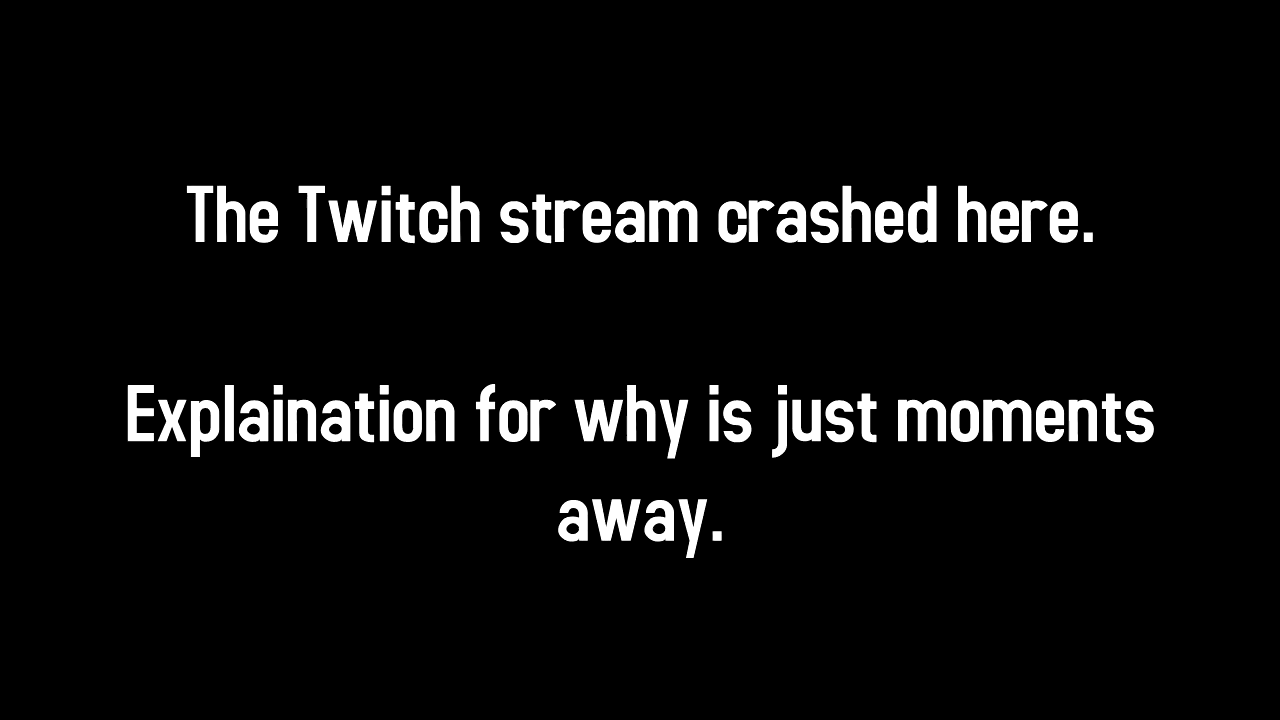 The Twitch stream crashed here.
Explaination for why is just moments
away.